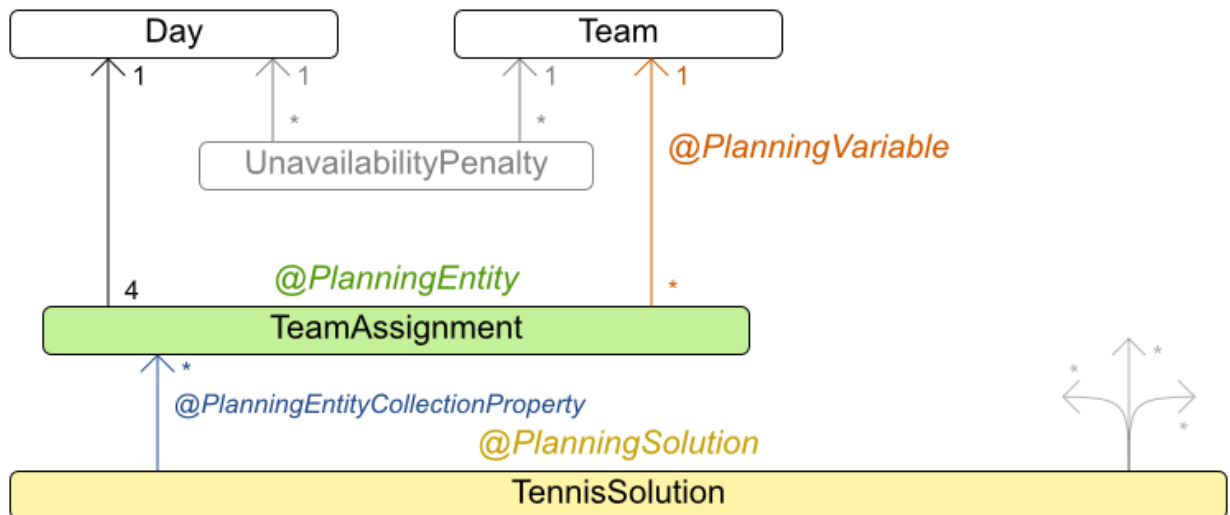 Day
Team
1
1
1
1
*
*
UnavailabilityPenalty
@PlanningVariable
@PlanningEntity
4
*
TeamAssignment
*
*
*
*
@PlanningEntityCollectionProperty
@PlanningSolution
TennisSolution